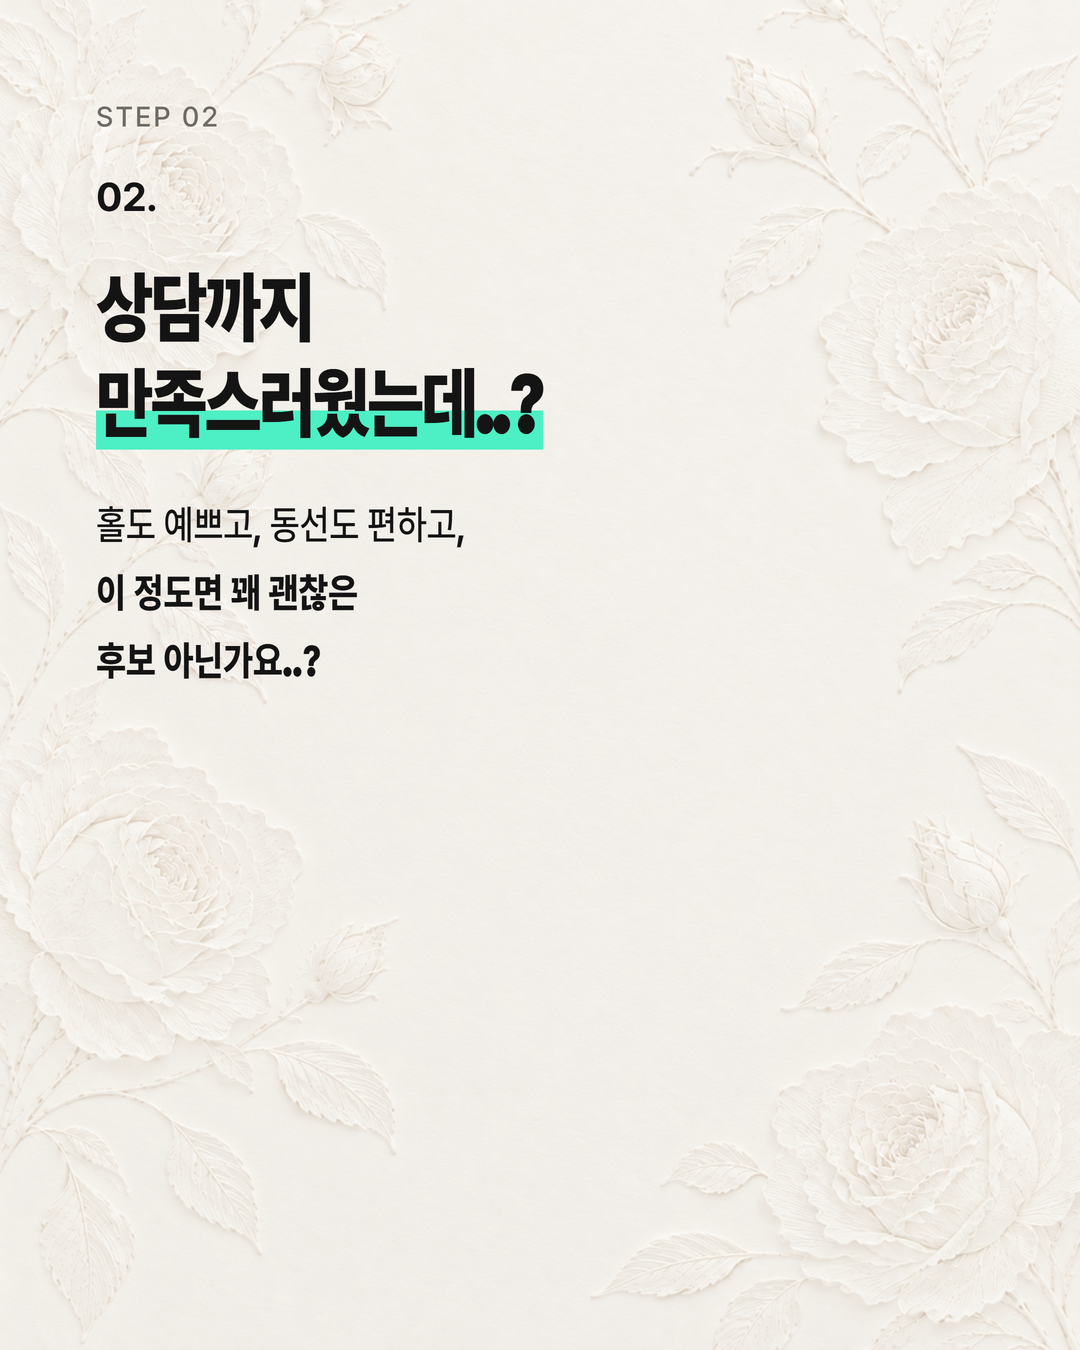 STEP 02
02.
상담까지
만족스러웠는데..?
홀도 예쁘고, 동선도 편하고,
이 정도면 꽤 괜찮은
후보 아닌가요..?